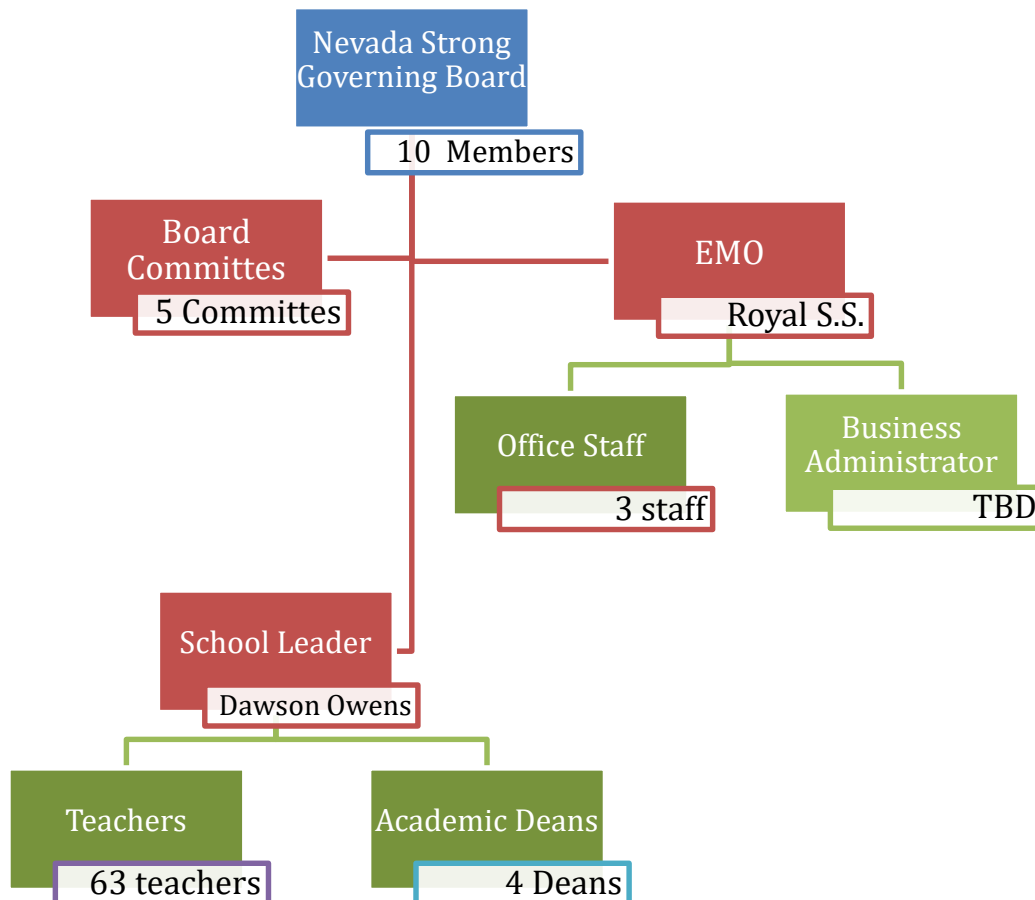 Nevada Strong
Governing Board
10 Members
Board
Committes
5 Committes
EMO
Royal S.S.
Office Staff
3 staff
Business
Administrator
TBD
School Leader
Dawson Owens
Teachers
63 teachers
Academic Deans
4 Deans